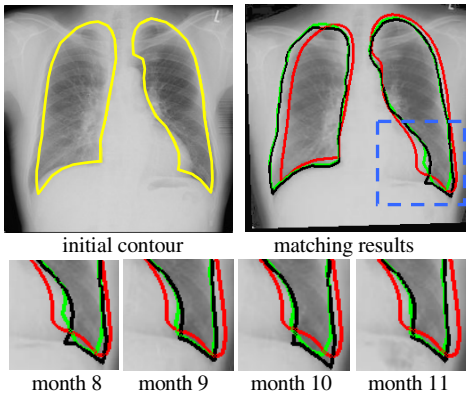 L
initial contour
matching results
month 8
month 9
month 10
month 11